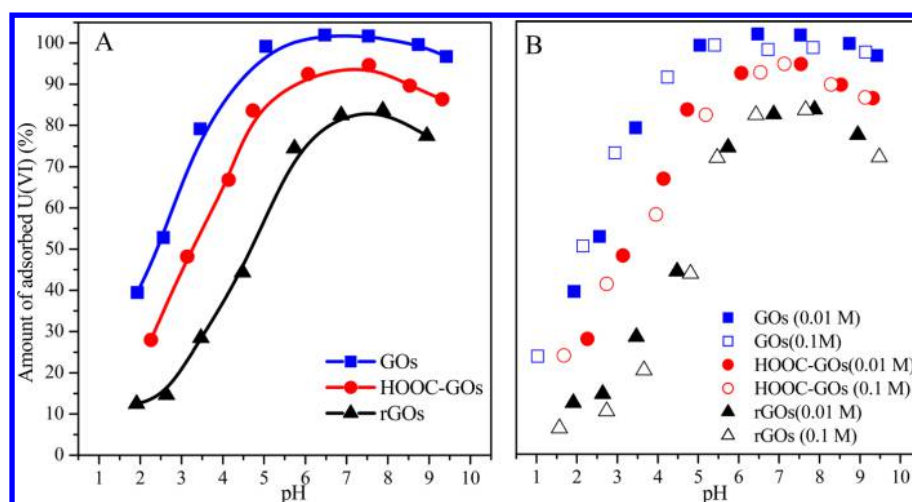 A
Amount of adsorbed U(VI) (%)
100
90
80
70
60
50
40
30
20
10
0
GOs
HOOC-GOs
rGOs
1 2 3 4 5 6 7 8 9 10
pH
B
GOs (0.01 M)
GOs(0.1M)
HOOC-GOs(0.01 M)
HOOC-GOs (0.1 M)
rGOs(0.01 M)
rGOs (0.1 M)
1 2 3 4 5 6 7 8 9 10
pH